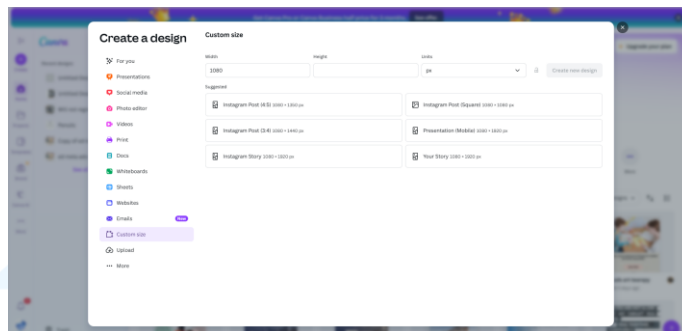 Create a design
Custom size
For you
Presentations
Social media
Photo editor
Videos
Print
Docs
Whiteboards
Sheets
Websites
Emails New
Custom size
Upload
More
Width Height Units
1080 px Create new design
Suggested
Instagram Post (4:5) 1080 × 1350 px
Instagram Post (Square) 1080 × 1080 px
Instagram Post (3:4) 1080 × 1440 px
Presentation (Mobile) 1080 × 1920 px
Instagram Story 1080 × 1920 px
Your Story 1080 × 1920 px